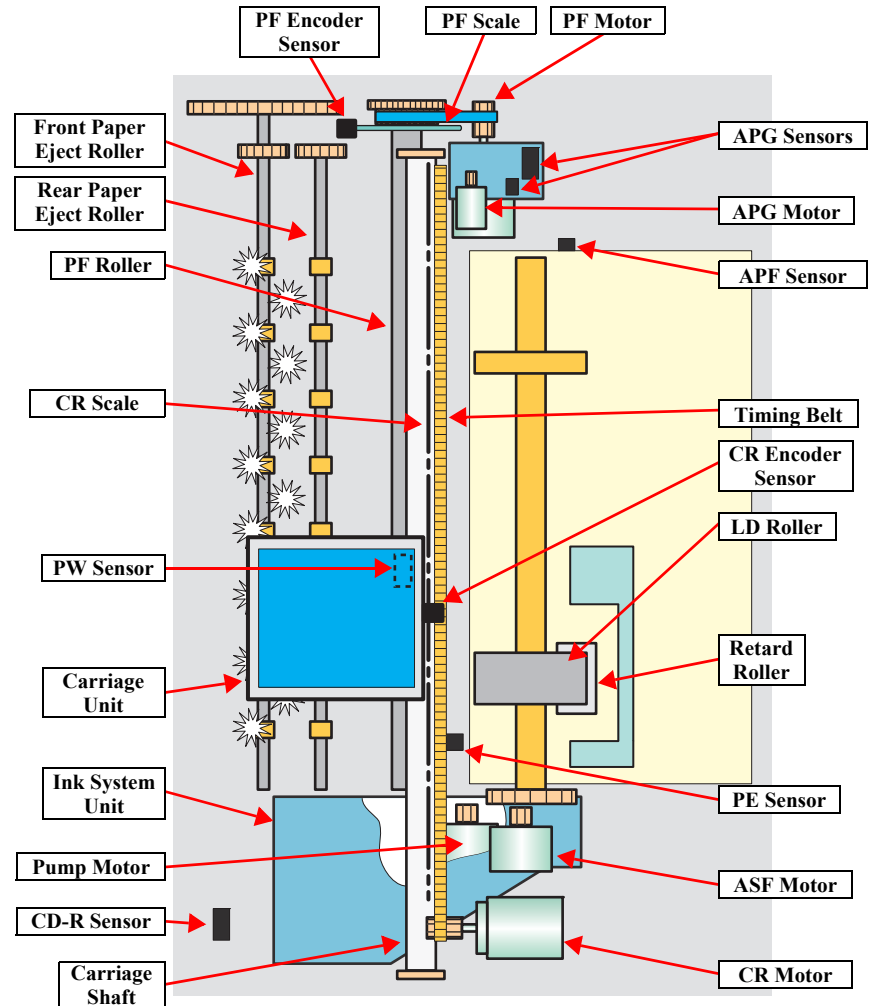 PF Encoder
Sensor
PF Scale
PF Motor
Front Paper
Eject Roller
APG Sensors
Rear Paper
Eject Roller
APG Motor
PF Roller
APF Sensor
CR Scale
Timing Belt
CR Encoder
Sensor
LD Roller
PW Sensor
Retard
Roller
Carriage
Unit
Ink System
Unit
PE Sensor
Pump Motor
ASF Motor
CD-R Sensor
Carriage
Shaft
CR Motor